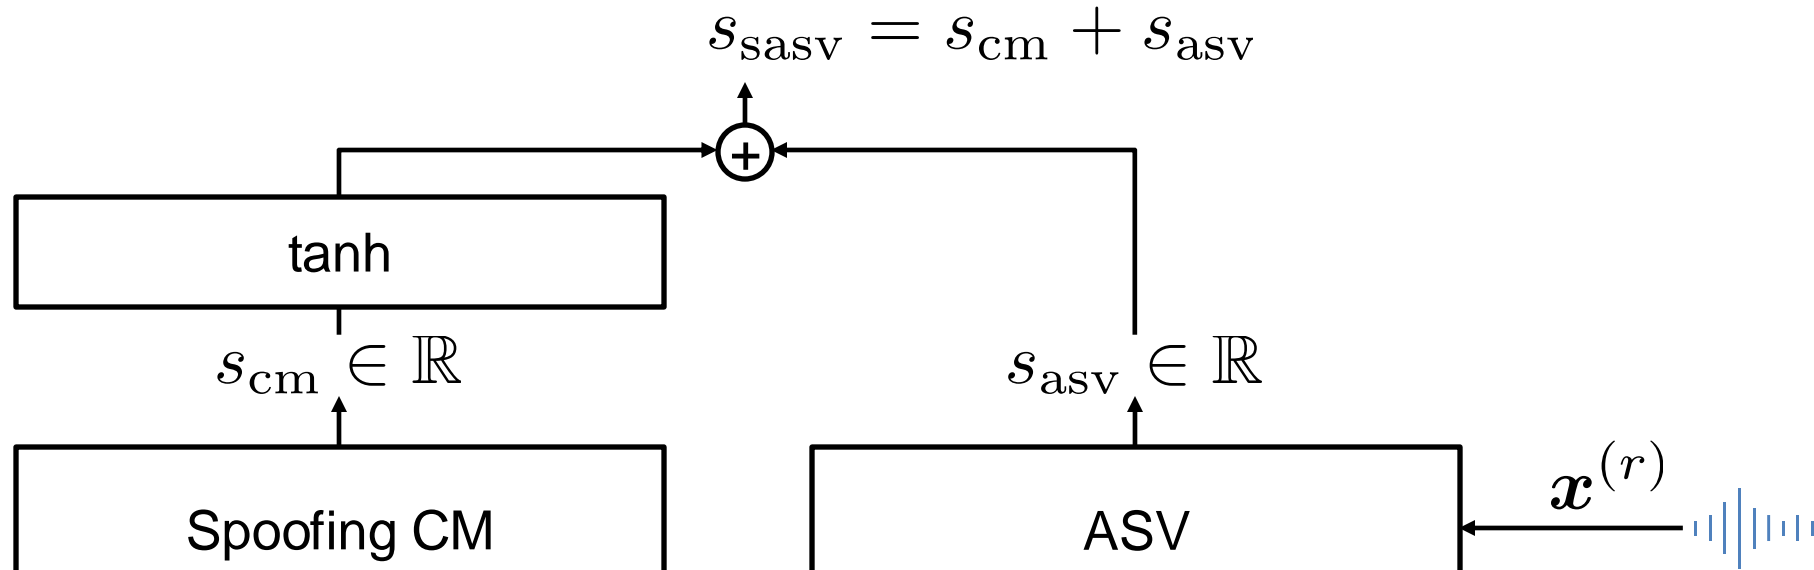 s_sasv = s_cm + s_asv
+
tanh
s_cm ∈ ℝ
s_asv ∈ ℝ
x^(r)
Spoofing CM
ASV